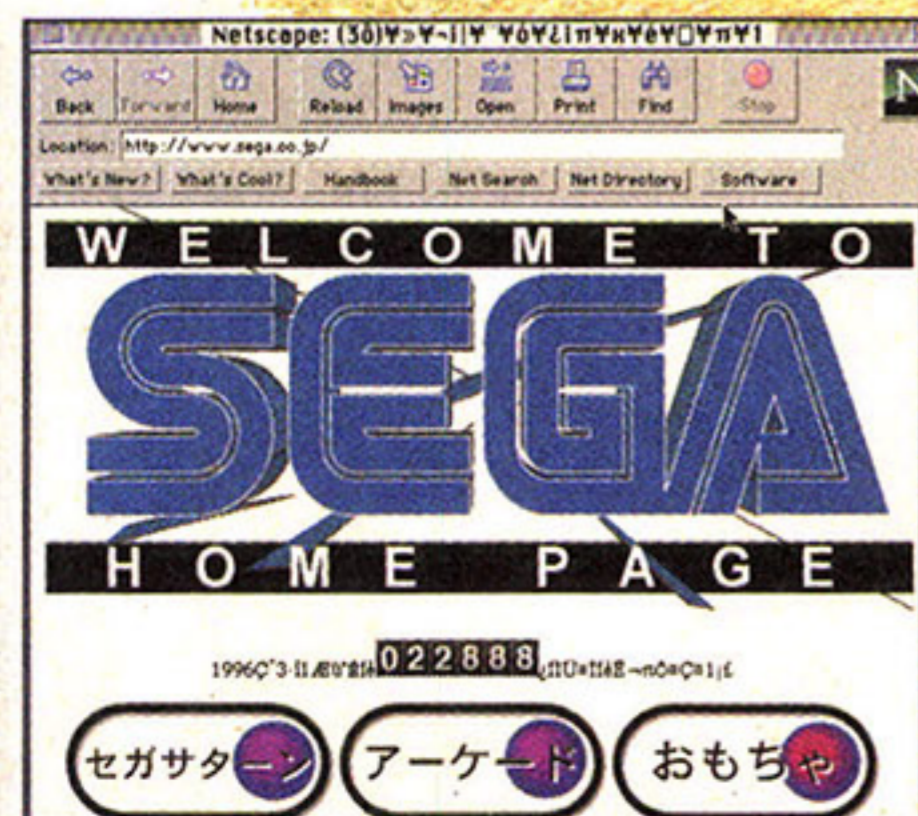 Netscape: (30)¥»¥¬¡¦¥
Back Forward Home Reload Images Open Print Find Stop N
Location: http://www.sega.co.jp/
What's New? What's Cool? Handbook Net Search Net Directory Software
WELCOME TO
SEGA
HOME PAGE
022888
セガサターン アーケード おもちゃ